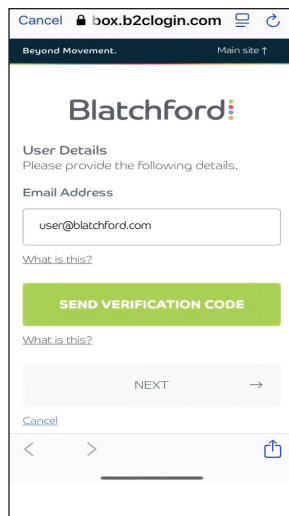 Cancel box.b2clogin.com
Beyond Movement. Main site ↑
Blatchford
User Details
Please provide the following details.
Email Address
user@blatchford.com
What is this?
SEND VERIFICATION CODE
What is this?
NEXT →
Cancel